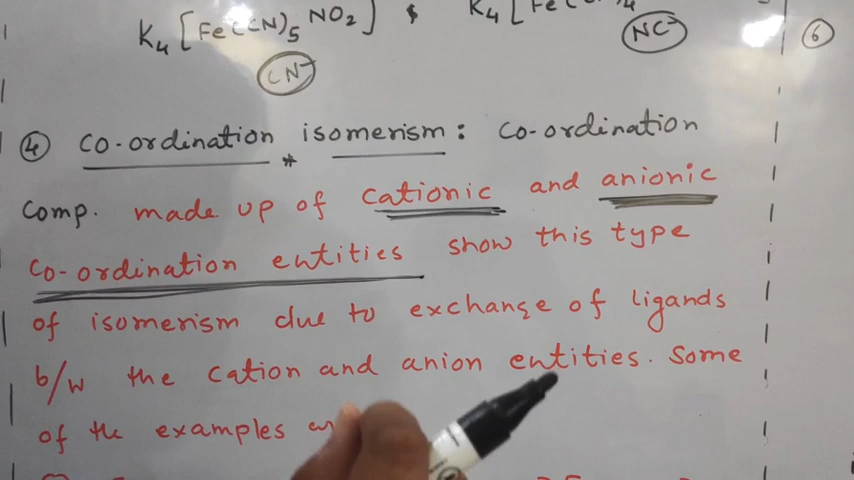 K4 [Fe(CN)5 NO2] $ K4 [Fe(
CN- NC- 6
4 Co-ordination isomerism : Co-ordination
Comp. made up of cationic and anionic
Co-ordination entities show this type
of isomerism due to exchange of ligands
b/w the cation and anion entities. Some
of the examples